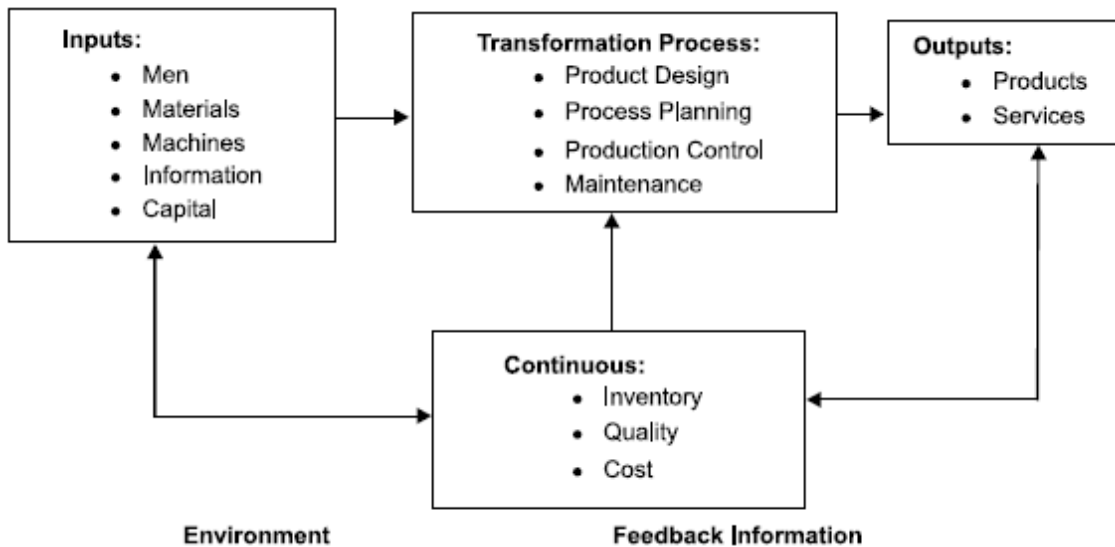 Inputs:
• Men
• Materials
• Machines
• Information
• Capital
Transformation Process:
• Product Design
• Process Planning
• Production Control
• Maintenance
Outputs:
• Products
• Services
Continuous:
• Inventory
• Quality
• Cost
Environment
Feedback Information